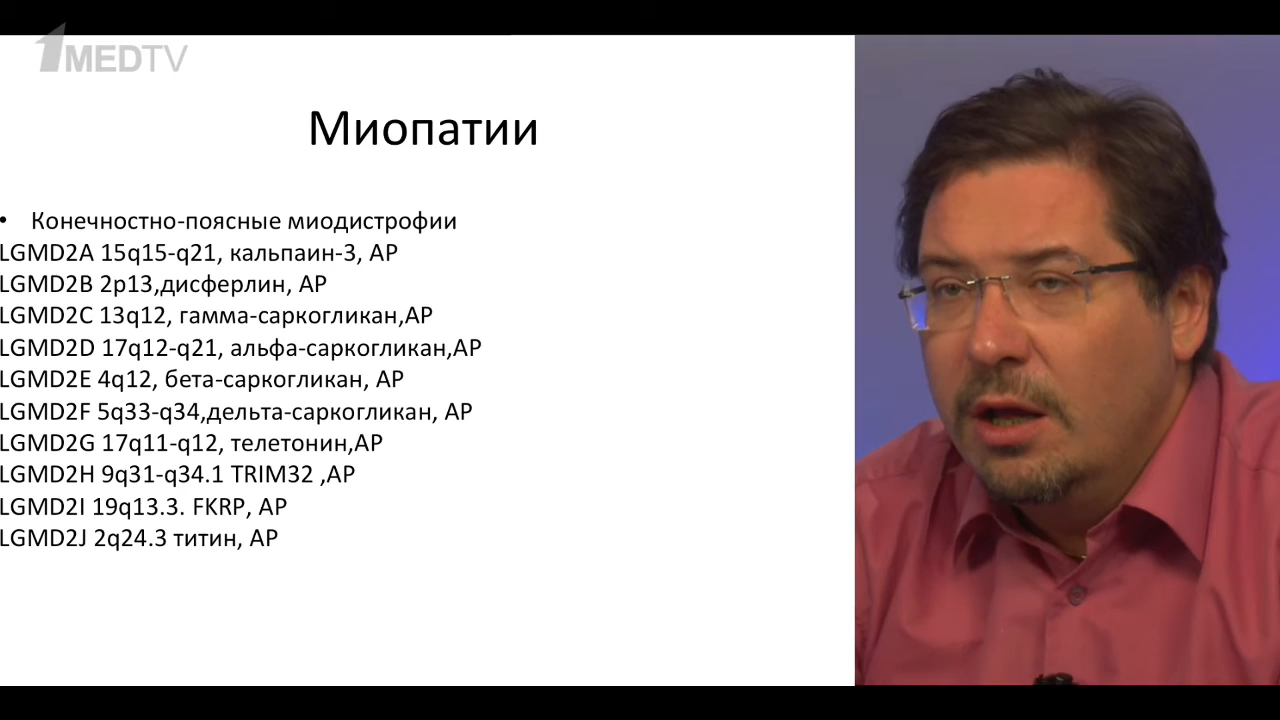 1MEDTV
Миопатии
• Конечностно-поясные миодистрофии
LGMD2A 15q15-q21, кальпаин-3, АР
LGMD2B 2p13,дисферлин, АР
LGMD2C 13q12, гамма-саркогликан,АР
LGMD2D 17q12-q21, альфа-саркогликан,АР
LGMD2E 4q12, бета-саркогликан, АР
LGMD2F 5q33-q34,дельта-саркогликан, АР
LGMD2G 17q11-q12, телетонин,АР
LGMD2H 9q31-q34.1 TRIM32 ,АР
LGMD2I 19q13.3. FKRP, АР
LGMD2J 2q24.3 титин, АР